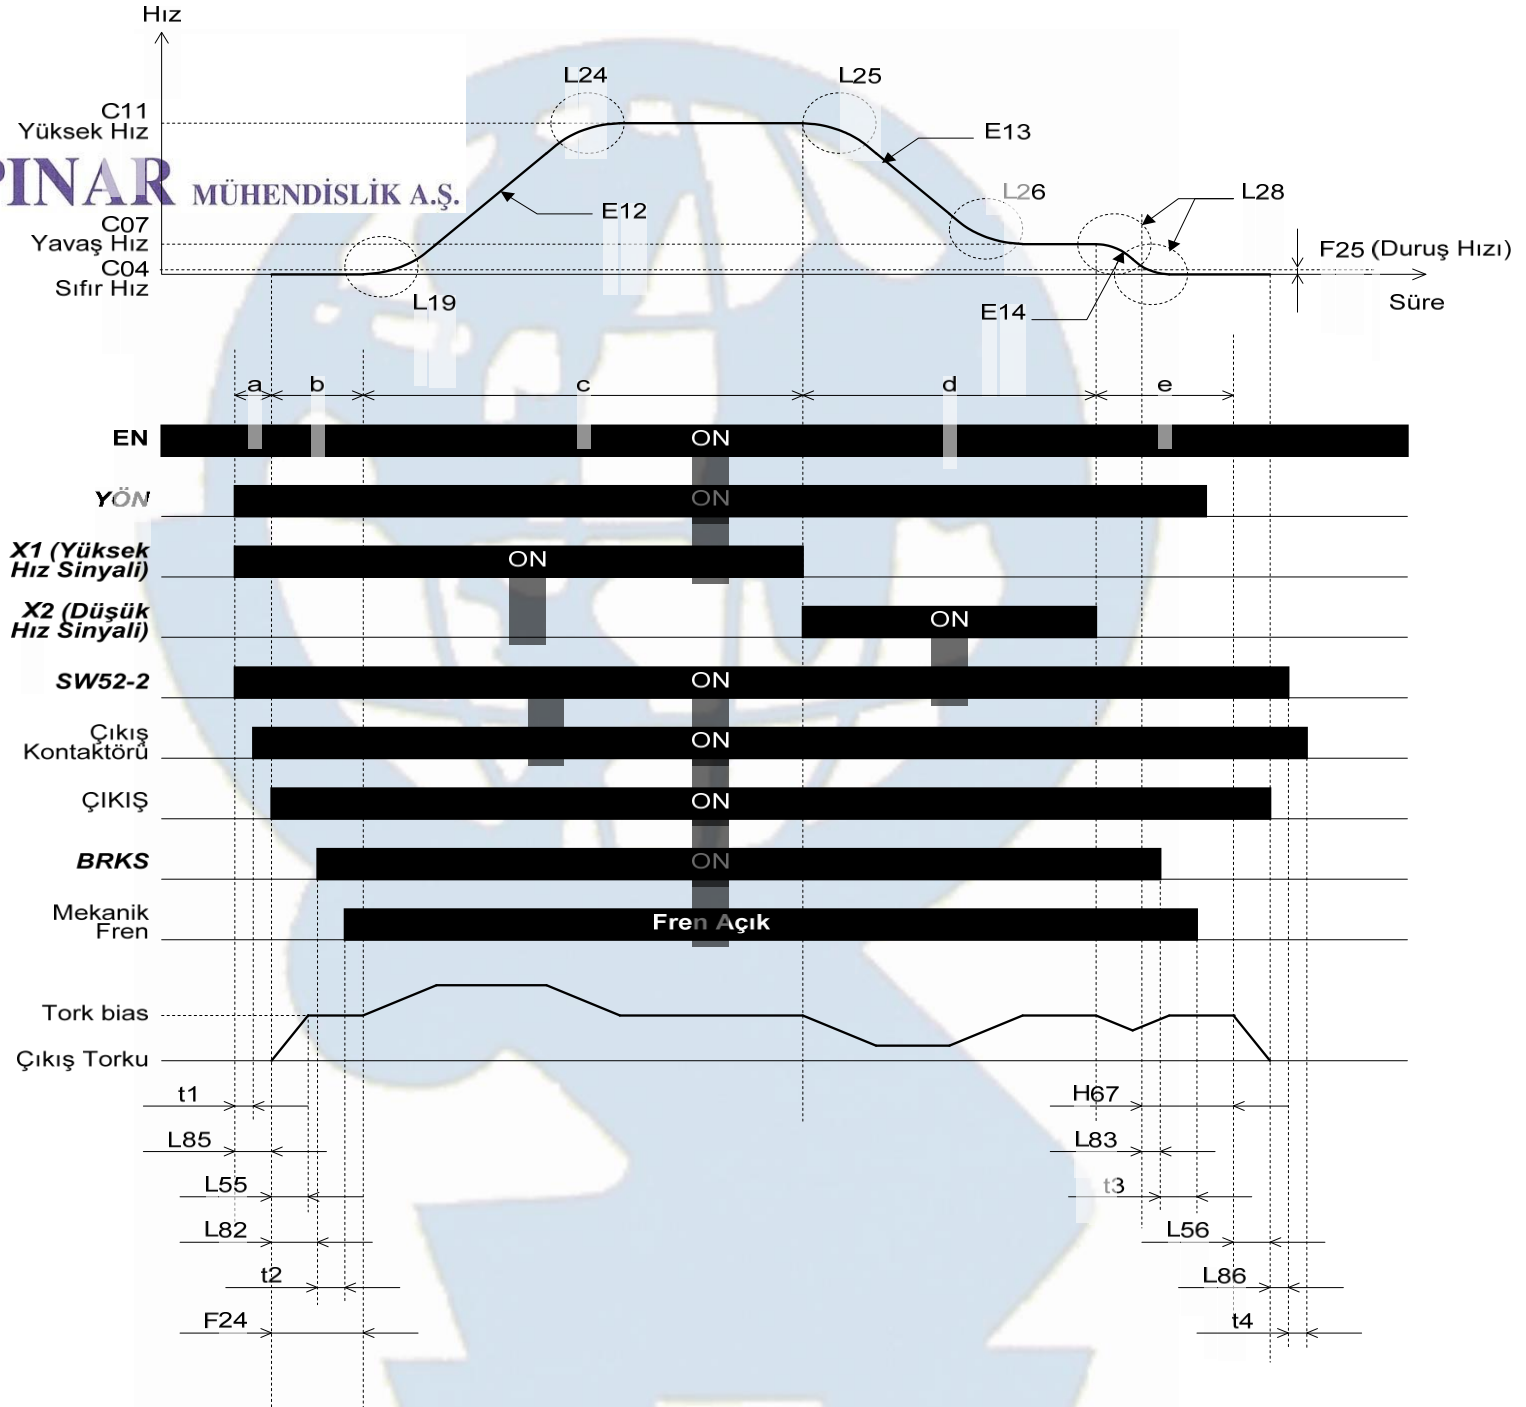 Hız
L24
L25
C11
Yüksek Hız
E13
PINAR MÜHENDİSLİK A.Ş.
L26
L28
E12
C07
Yavaş Hız
F25 (Duruş Hızı)
C04
Sıfır Hız
L19
E14
Süre
a b c d e
EN ON
YÖN ON
X1 (Yüksek
Hız Sinyali) ON
X2 (Düşük
Hız Sinyali) ON
SW52-2 ON
Çıkış
Kontaktörü ON
ÇIKIŞ ON
BRKS ON
Mekanik
Fren Fren Açık
Tork bias
Çıkış Torku
t1 H67
L85 L83
L55 t3
L82 L56
t2 L86
F24 t4